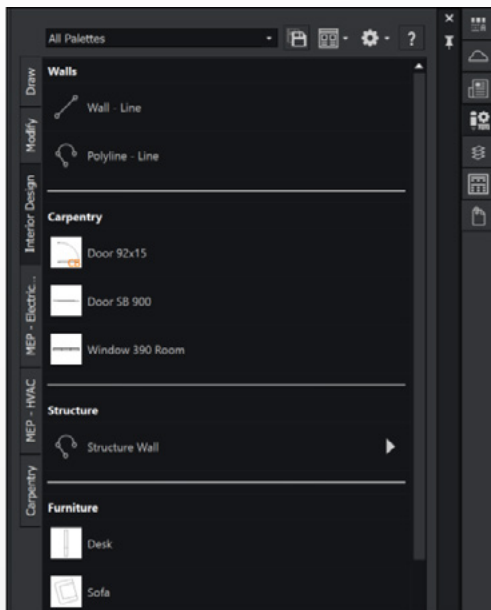 All Palettes
?
Draw
Modify
Interior Design
MEP - Electric...
MEP - HVAC
Carpentry
Walls
Wall - Line
Polyline - Line
Carpentry
Door 92x15
Door SB 900
Window 390 Room
Structure
Structure Wall
Furniture
Desk
Sofa